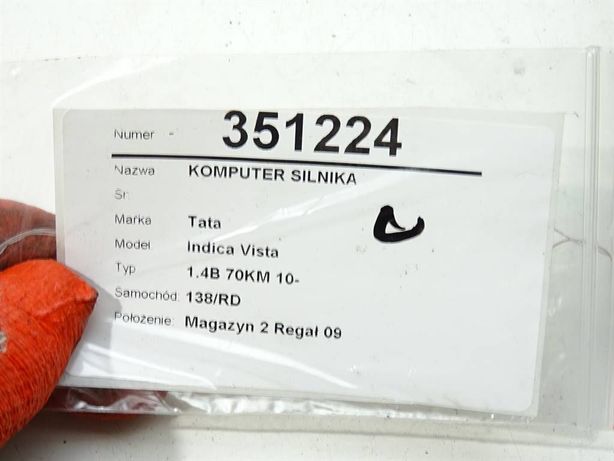 Numer - 351224
Nazwa KOMPUTER SILNIKA
Sr.
Marka Tata
Model Indica Vista
Typ 1.4B 70KM 10-
Samochód: 138/RD
Położenie: Magazyn 2 Regał 09